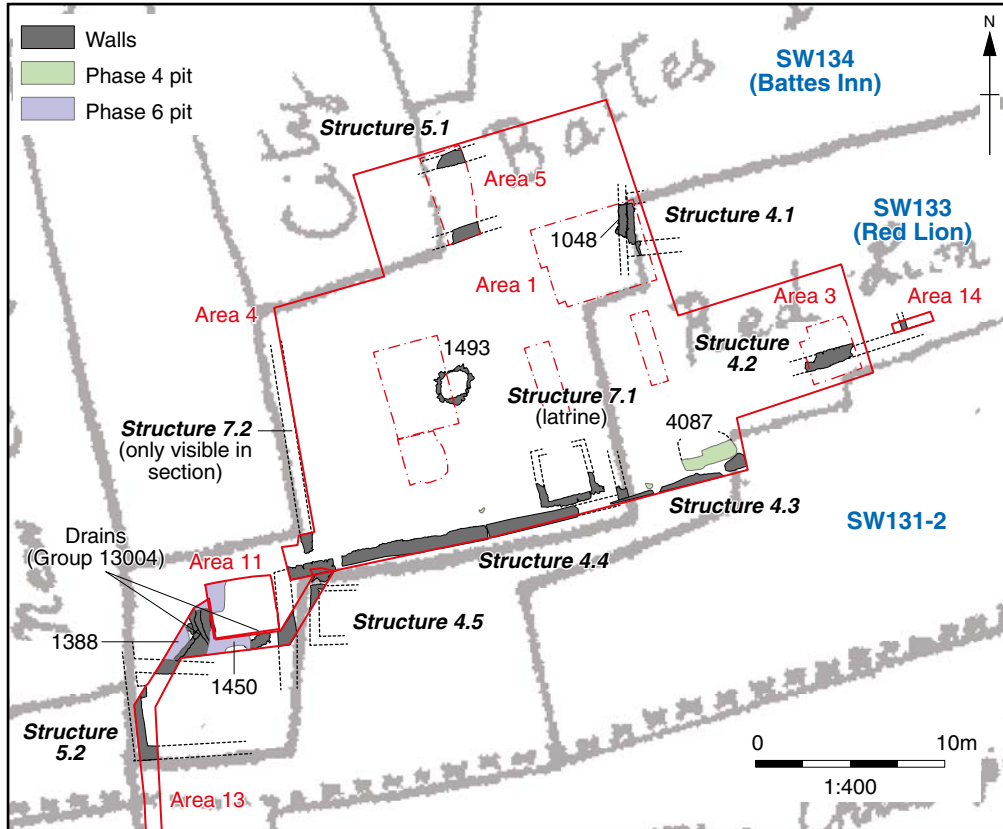 Walls
Phase 4 pit
Phase 6 pit
N
SW134
(Battes Inn)
Structure 5.1
Battes
Area 5
SW133
(Red Lion)
Structure 4.1
1048
Area 1
Red Lion
Area 3
Area 14
Area 4
Structure
4.2
1493
Structure 7.1
(latrine)
4087
Structure 7.2
(only visible in
section)
Structure 4.3
SW131-2
Drains
(Group 13004)
Area 11
Structure 4.4
Structure 4.5
1388
1450
Structure
5.2
Area 13
0 10m
1:400